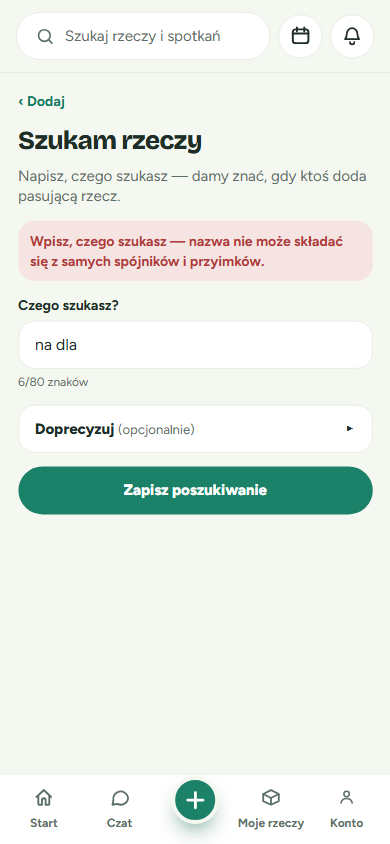 Szukaj rzeczy i spotkań
‹ Dodaj
Szukam rzeczy
Napisz, czego szukasz — damy znać, gdy ktoś doda
pasującą rzecz.
Wpisz, czego szukasz — nazwa nie może składać
się z samych spójników i przyimków.
Czego szukasz?
na dla
6/80 znaków
Doprecyzuj (opcjonalnie)
Zapisz poszukiwanie
Start
Czat
Moje rzeczy
Konto